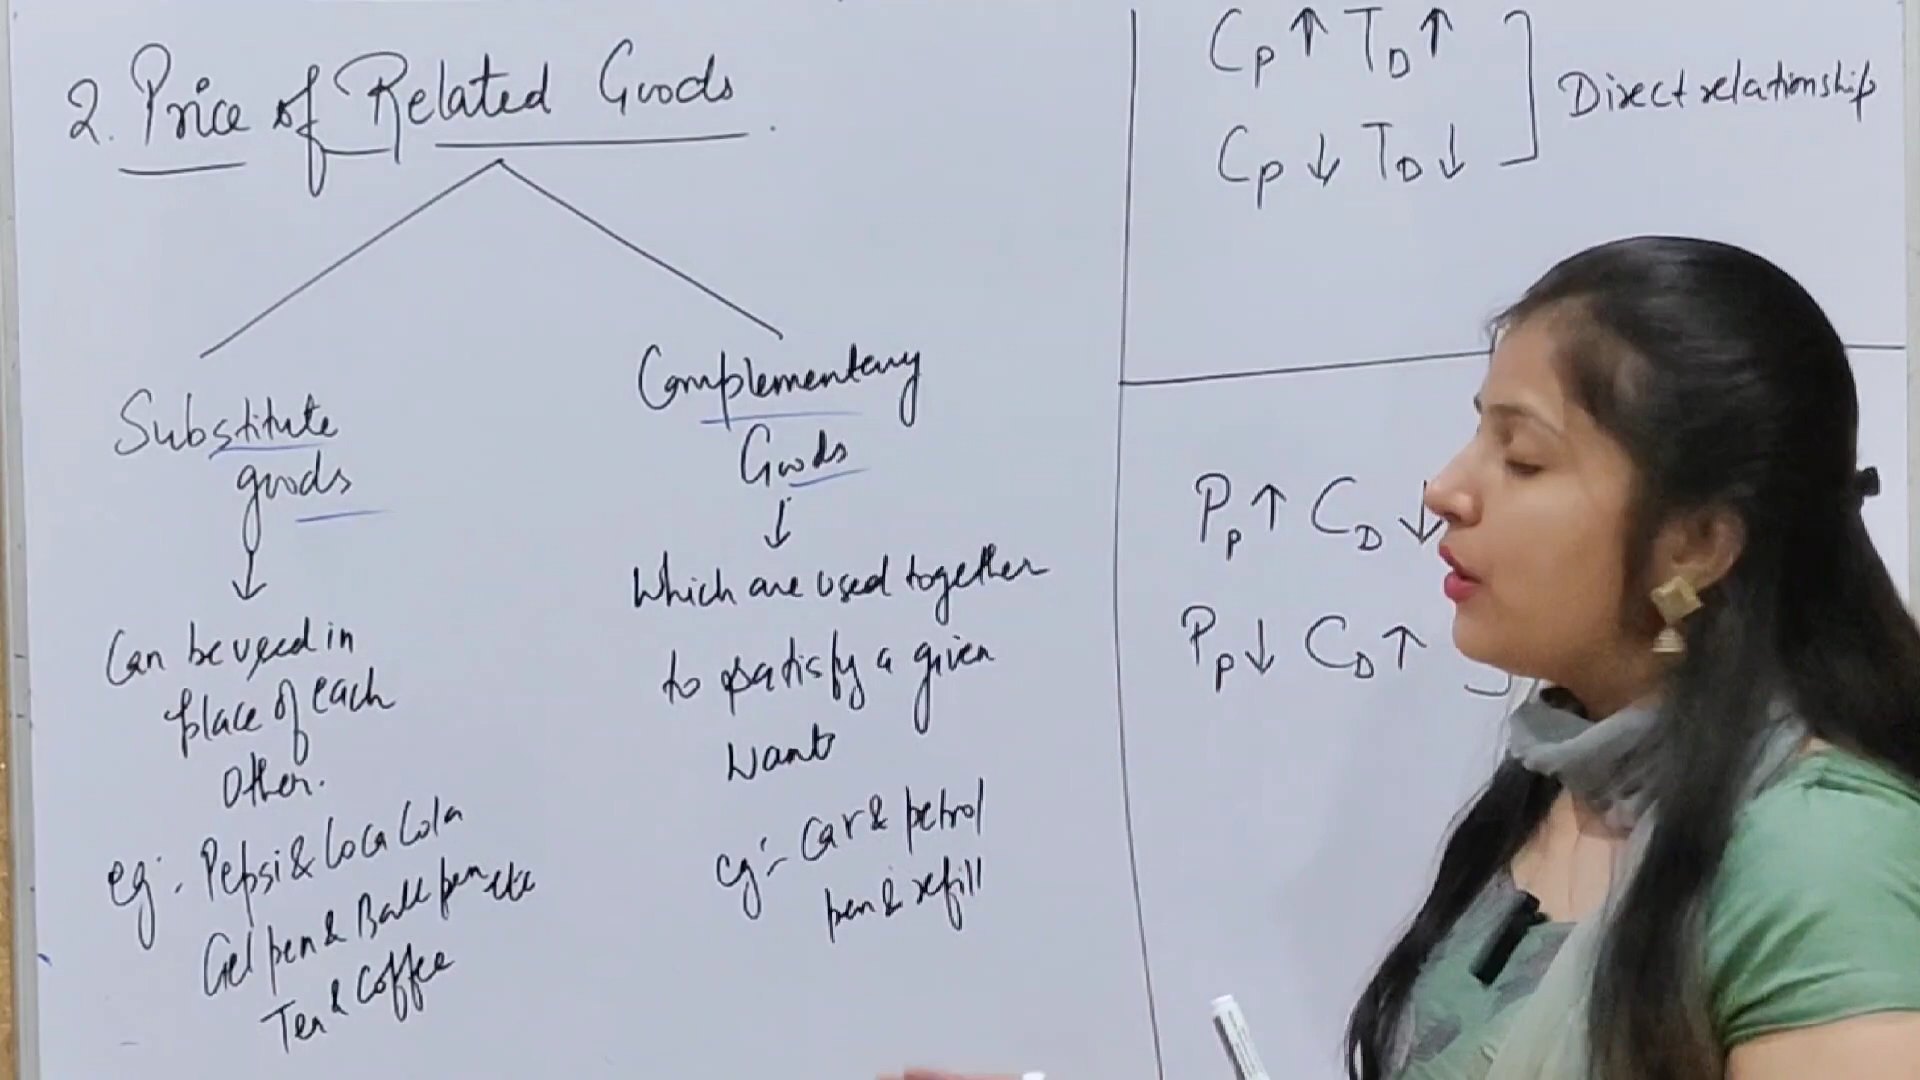 2. Price of Related Goods.
Substitute
goods
↓
Can be used in
place of each
Other.
eg:- Pepsi & Coca Cola
Gel pen & Ball pen etc
Tea & Coffee
Complementary
Goods
↓
Which are used together
to satisfy a given
want
eg:- Car & petrol
pen & refill
Cp ↑ TD ↑
Cp ↓ TD ↓
Direct relationship
Pp ↑ CD ↓
Pp ↓ CD ↑